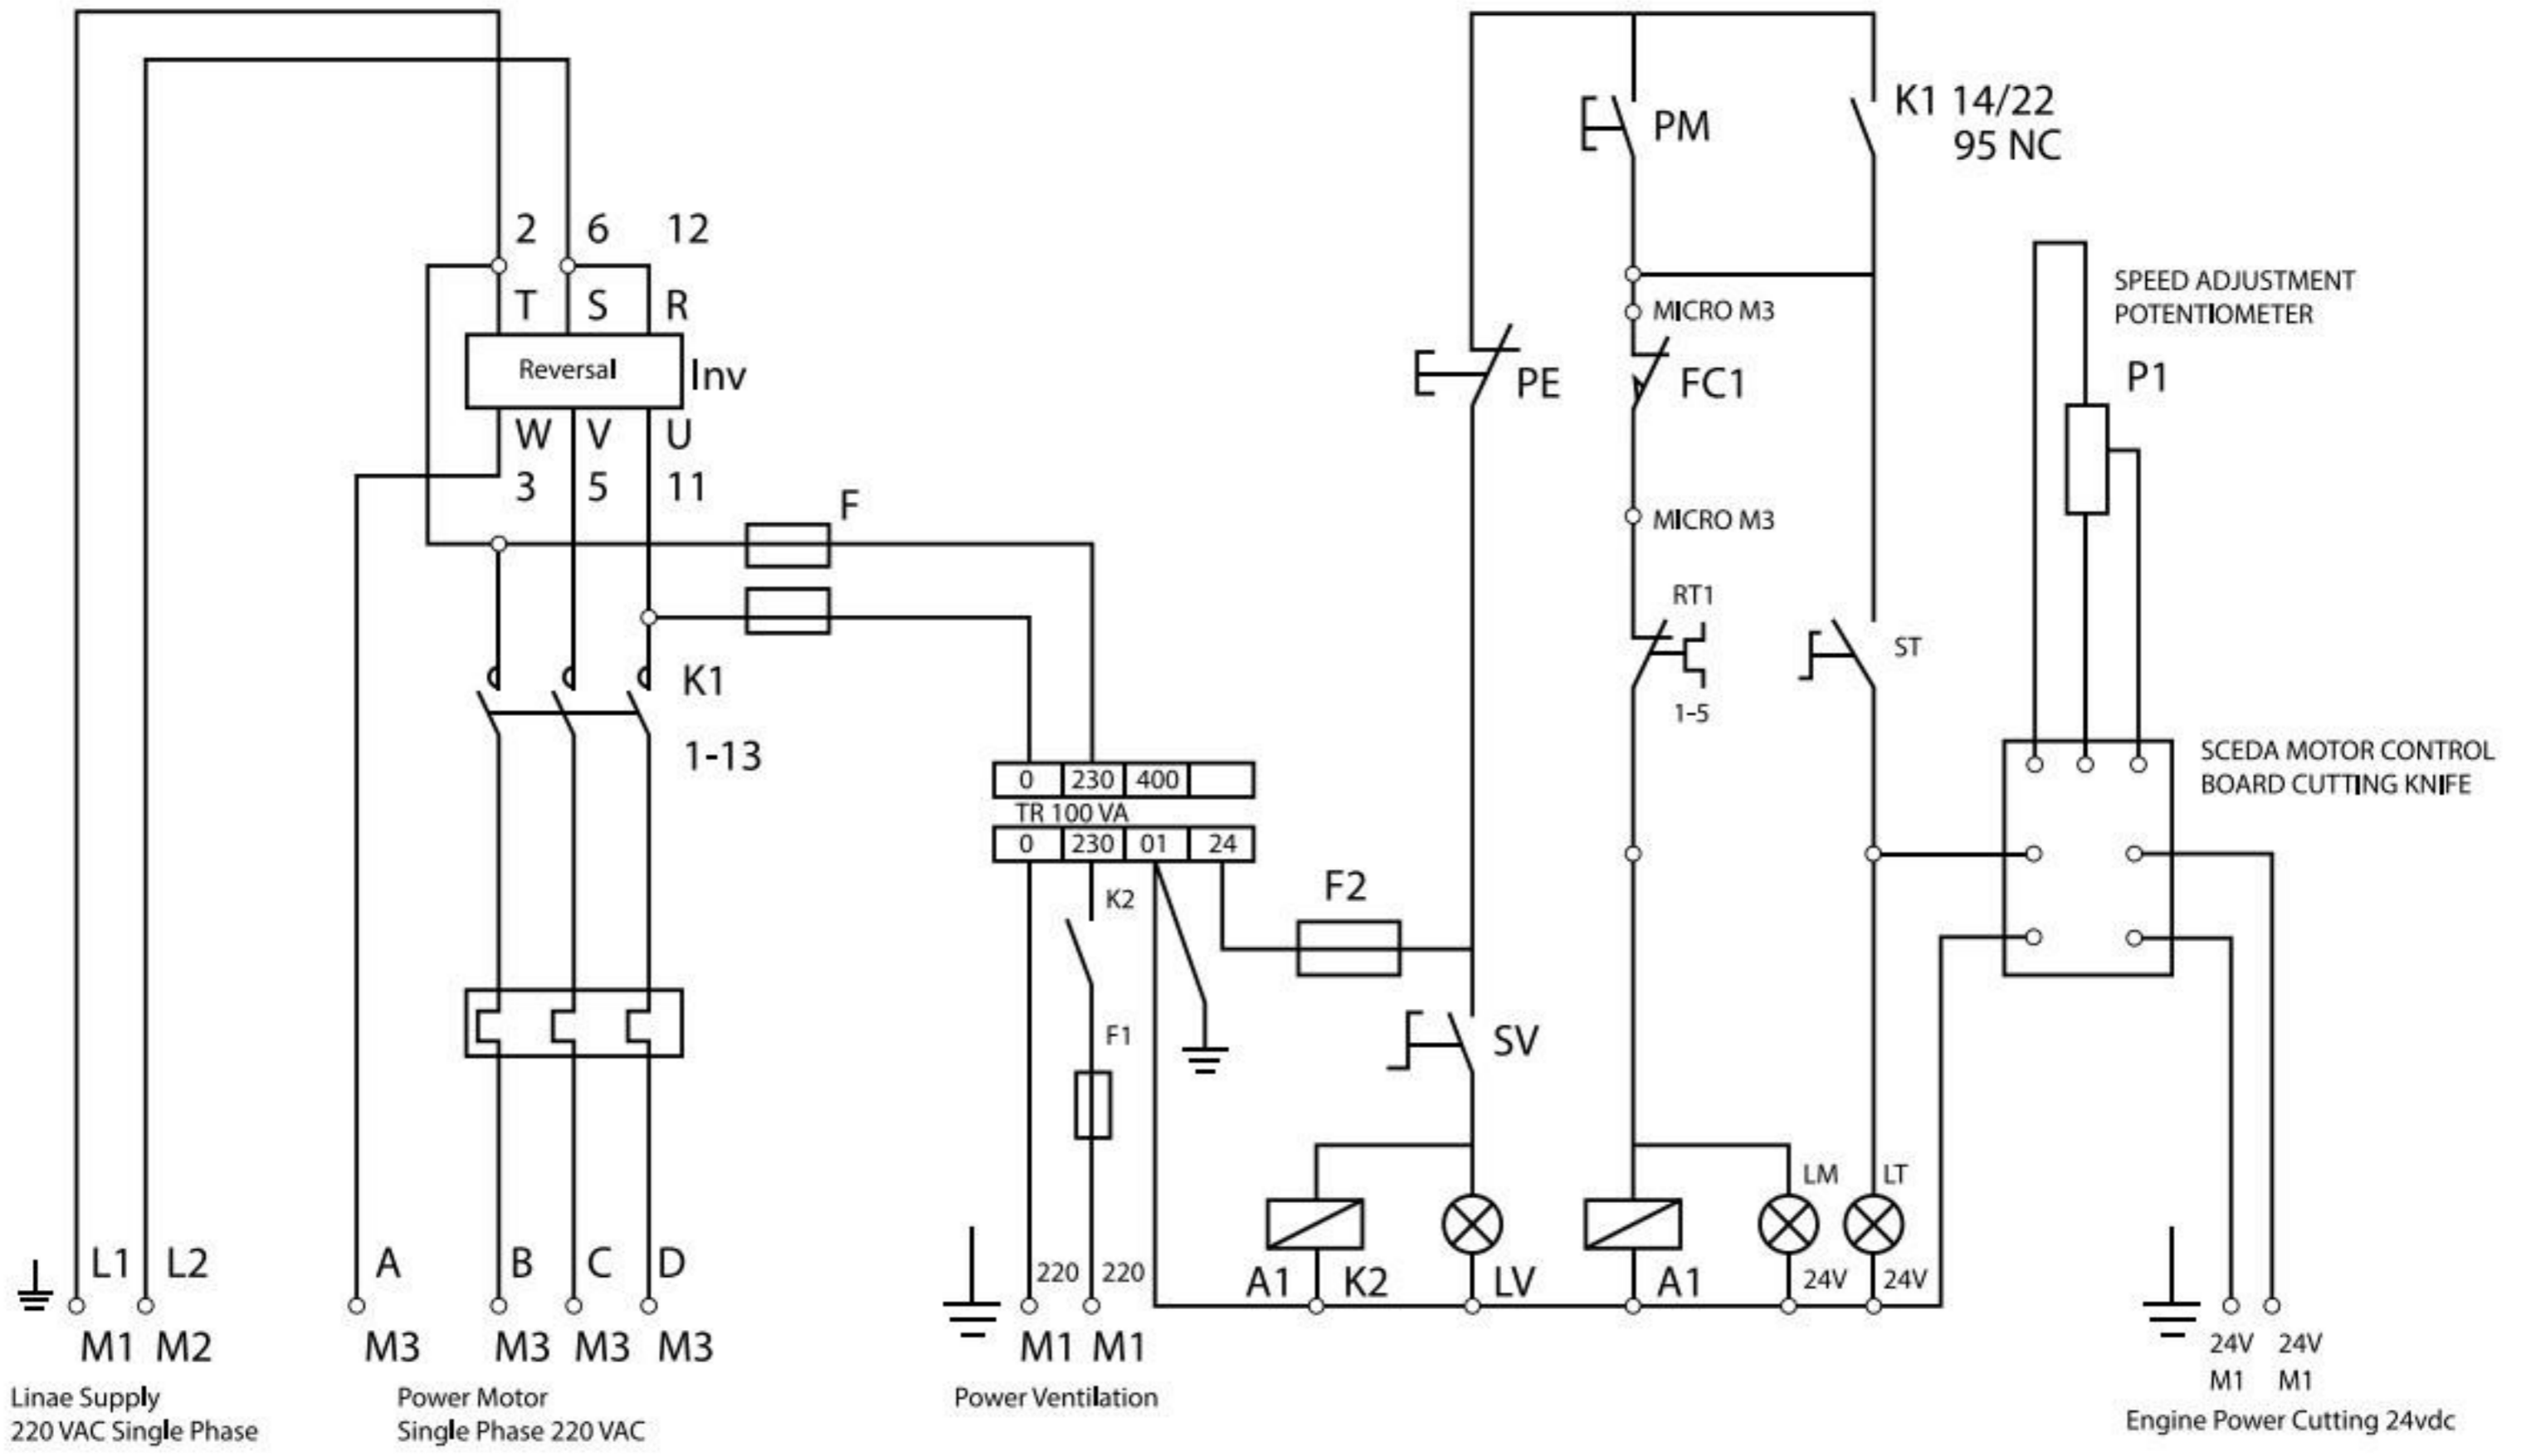 2 6 12
T S R
Reversal
Inv
W V U
3 5 11
F
K1
1-13
L1 L2
A B C D
M1 M2
M3 M3 M3 M3
Linae Supply
220 VAC Single Phase
Power Motor
Single Phase 220 VAC
0 230 400
TR 100 VA
0 230 01 24
K2
F1
F2
220 220
M1 M1
Power Ventilation
PM
K1 14/22
95 NC
MICRO M3
PE
FC1
MICRO M3
RT1
1-5
ST
SV
A1 K2
LV
A1
LM
24V
LT
24V
SPEED ADJUSTMENT
POTENTIOMETER
P1
SCEDA MOTOR CONTROL
BOARD CUTTING KNIFE
24V 24V
M1 M1
Engine Power Cutting 24vdc